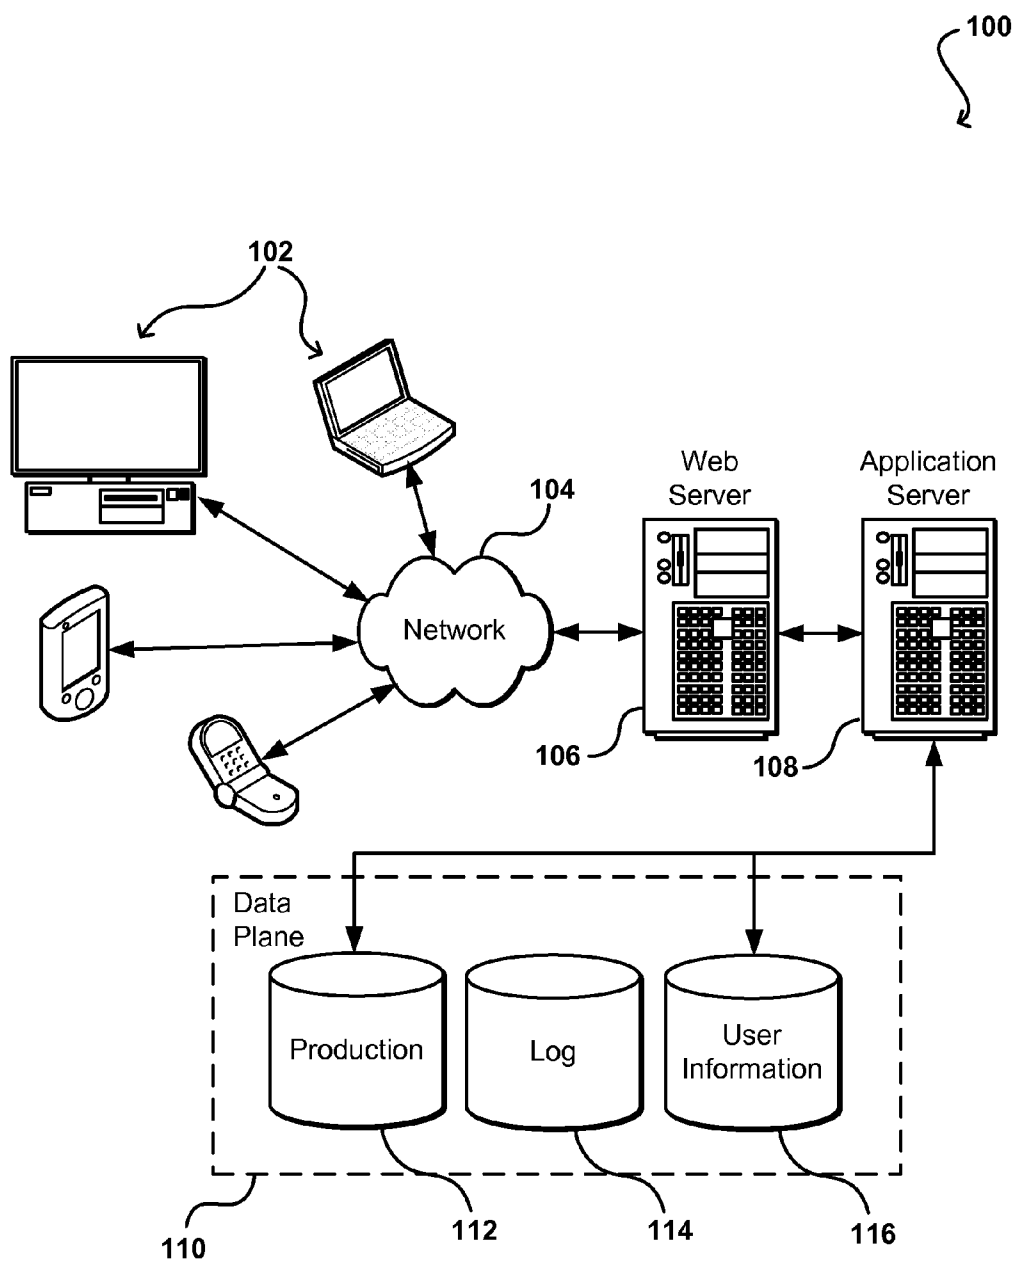 100
102
Web
Server
Application
Server
104
Network
106
108
Data
Plane
Production
Log
User
Information
110
112
114
116